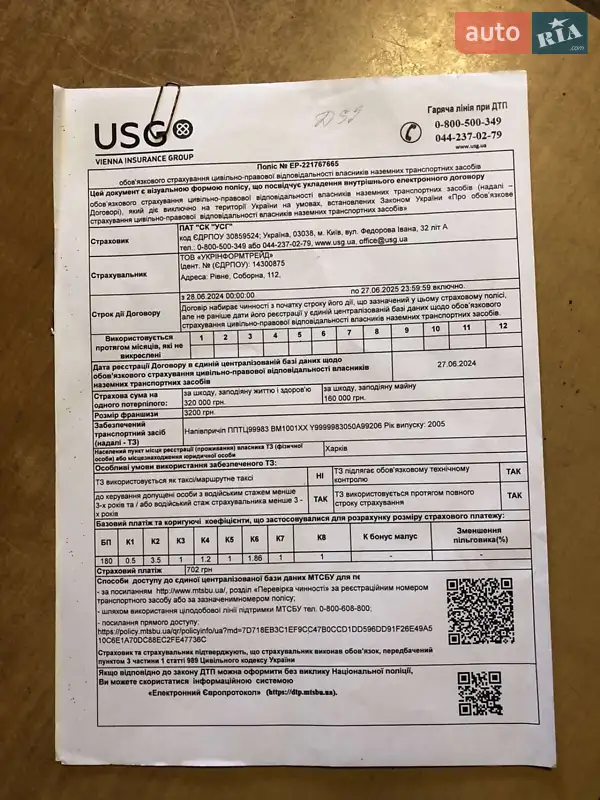 auto RIA .com
USG
VIENNA INSURANCE GROUP
Гаряча лінія при ДТП
0-800-500-349
044-237-02-79
www.usg.ua
Поліс № EP-221767665
обов'язкового страхування цивільно-правової відповідальності власників наземних транспортних засобів
Цей документ є візуальною формою полісу, що посвідчує укладення внутрішнього електронного договору
обов'язкового страхування цивільно-правової відповідальності власників наземних транспортних засобів (надалі –
Договорі), який діє виключно на території України на умовах, встановлених Законом України «Про обов'язкове
страхування цивільно-правової відповідальності власників наземних транспортних засобів»
Страховик
ПАТ "СК "УСГ"
код ЄДРПОУ 30859524; Україна, 03038, м. Київ, вул. Федорова Івана, 32 літ А
тел.: 0-800-500-349 або 044-237-02-79, www.usg.ua, office@usg.ua
Страхувальник
ТОВ «УКРІНФОРМТРЕЙД»
Ідент. № (ЄДРПОУ): 14300875
Адреса: Рівне, Соборна, 112,
Строк дії Договору
з 28.06.2024 00:00:00 по 27.06.2025 23:59:59 включно.
Договір набирає чинності з початку строку його дії, що зазначений у цьому страховому полісі,
але не раніше дати його реєстрації у єдиній централізованій базі даних щодо обов'язкового
страхування цивільно-правової відповідальності власників наземних транспортних засобів.
Використовується
протягом місяців, які не
викреслені
1 2 3 4 5 6 7 8 9 10 11 12
Дата реєстрації Договору в єдиній централізованій базі даних щодо
обов'язкового страхування цивільно-правової відповідальності власників
наземних транспортних засобів
27.06.2024
Страхова сума на
одного потерпілого:
за шкоду, заподіяну життю і здоров'ю
320 000 грн.
за шкоду, заподіяну майну
160 000 грн.
Розмір франшизи
3200 грн.
Забезпечений
транспортний засіб
(надалі - ТЗ)
Напівпричіп ППТЦ99983 ВМ1001ХХ Y9999983050A99206 Рік випуску: 2005
Населений пункт місця реєстрації (проживання) власника ТЗ (фізичної
особи) або місцезнаходження юридичної особи
Харків
Особливі умови використання забезпеченого ТЗ:
ТЗ використовується як таксі/маршрутне таксі
НІ
ТЗ підлягає обов'язковому технічному
контролю
ТАК
до керування допущені особи з водійським стажем менше
3-х років та / або водійський стаж страхувальника менше 3 -
х років
ТАК
ТЗ використовується протягом повного
строку страхування
ТАК
Базовий платіж та коригуючі коефіцієнти, що застосовувалися для розрахунку розміру страхового платежу:
БП К1 К2 К3 К4 К5 К6 К7 К8 К бонус малус Зменшення
пільговика(%)
180 0.5 3.5 1 1.2 1 1.86 1 1 - -
Страховий платіж
702 грн
Способи доступу до єдиної централізованої бази даних МТСБУ для пе
- за посиланням http://www.mtsbu.ua/, розділ «Перевірка чинності» за реєстраційним номером
транспортного засобу або за зазначенимномером полісу;
- шляхом використання цілодобової лінії підтримки МТСБУ тел. 0-800-608-800;
- посилання прямого доступу:
https://policy.mtsbu.ua/qr/policyinfo/ua?md=7D718EB3C1EF9CC47B0CCD1DD596DD91F26E49A5
10C6E1A70DC88EC2FE47736C
Страховик та страхувальник підтверджують, що страхувальник виконав обов'язок, передбачений
пунктом 3 частини 1 статті 989 Цивільного кодексу України
Якщо відповідно до закону ДТП можна оформити без виклику Національної поліції,
Ви можете скористатися інформаційною системою
«Електронний Європротокол» (https://dtp.mtsbu.ua).